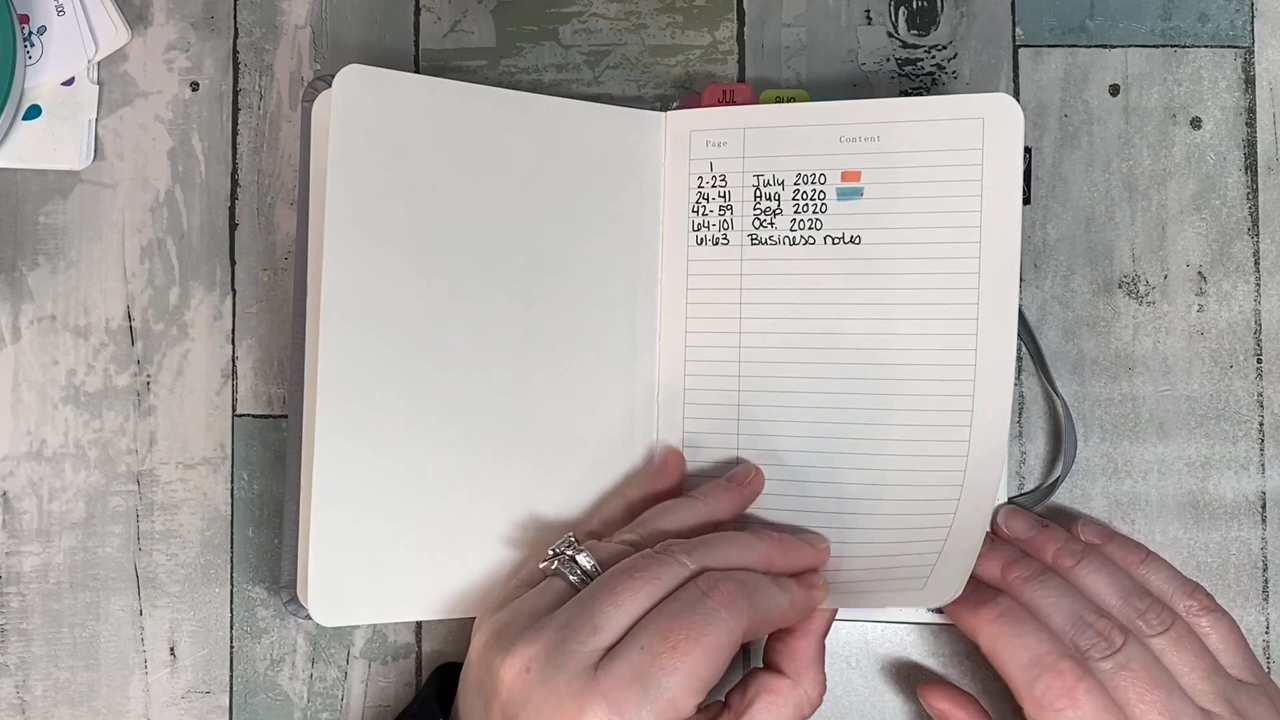 JUL aug
Page Content
1
2-23 July 2020
24-41 Aug 2020
42-59 Sep 2020
64-101 Oct. 2020
61-63 Business notes